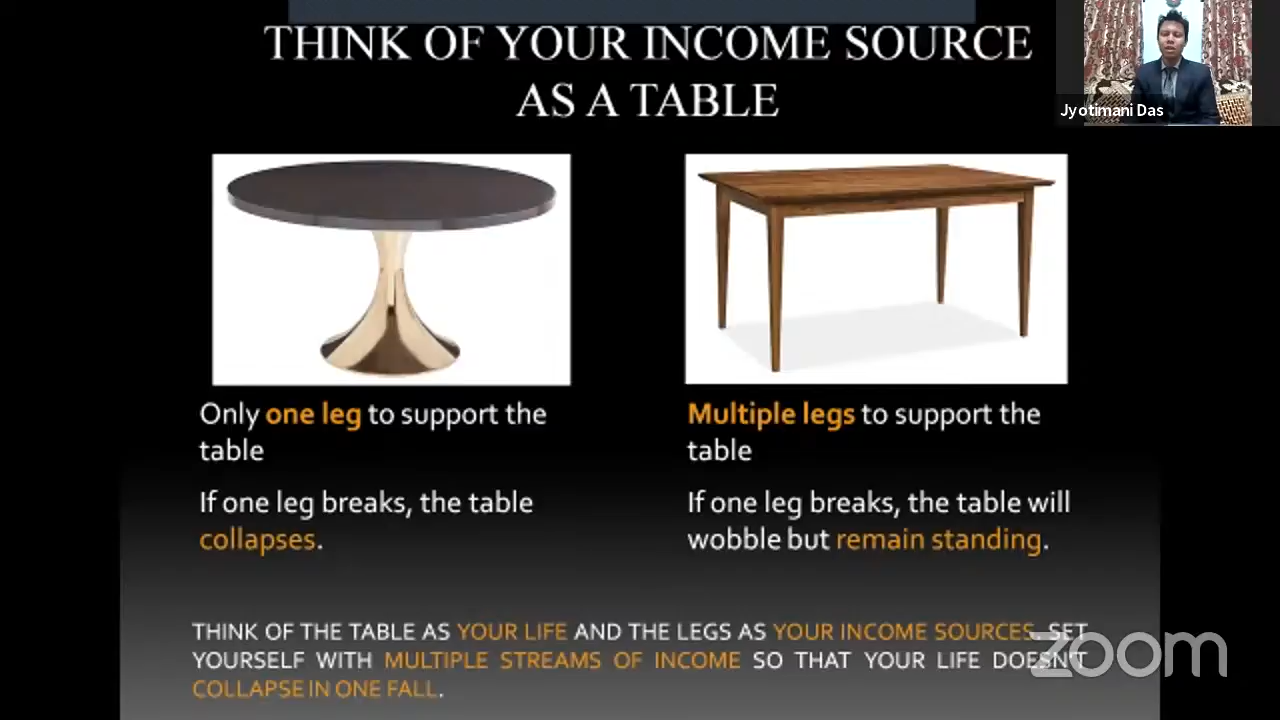 THINK OF YOUR INCOME SOURCE
AS A TABLE
Jyotimani Das
Only one leg to support the
table
If one leg breaks, the table
collapses.
Multiple legs to support the
table
If one leg breaks, the table will
wobble but remain standing.
THINK OF THE TABLE AS YOUR LIFE AND THE LEGS AS YOUR INCOME SOURCES. SET
YOURSELF WITH MULTIPLE STREAMS OF INCOME SO THAT YOUR LIFE DOESN'T
COLLAPSE IN ONE FALL.
zoom